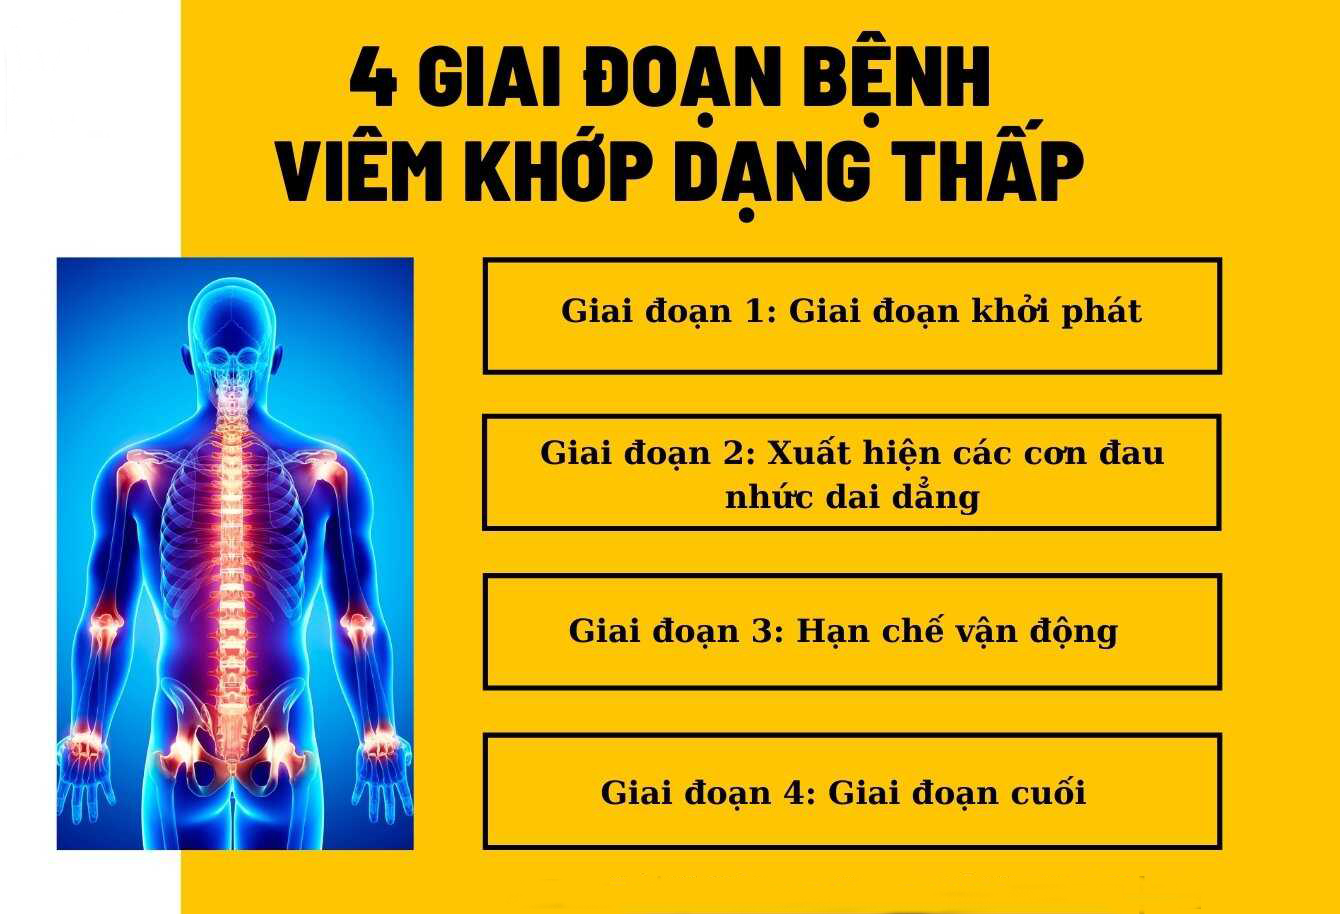 4 GIAI ĐOẠN BỆNH
VIÊM KHỚP DẠNG THẤP
Giai đoạn 1: Giai đoạn khởi phát
Giai đoạn 2: Xuất hiện các cơn đau
nhức dai dẳng
Giai đoạn 3: Hạn chế vận động
Giai đoạn 4: Giai đoạn cuối